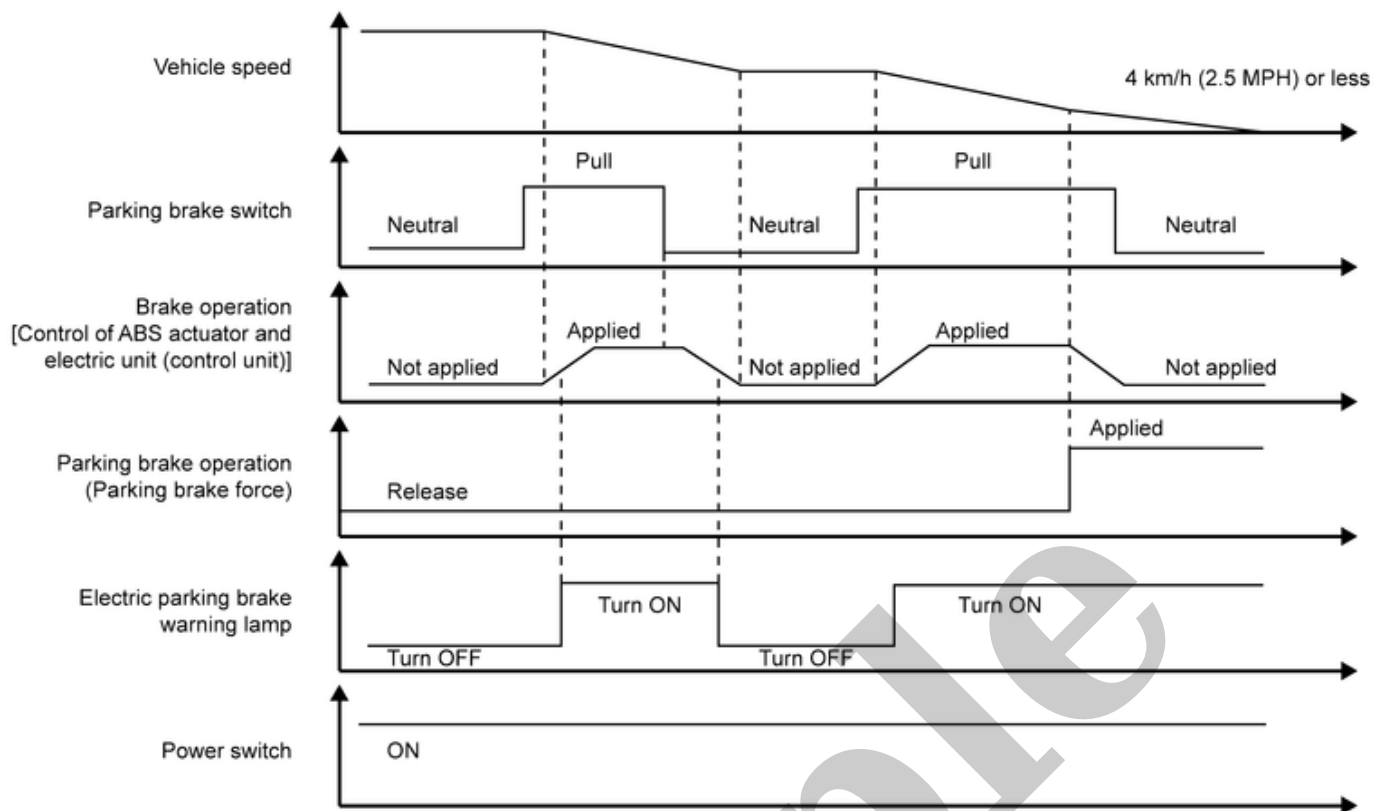 Vehicle speed
4 km/h (2.5 MPH) or less
Pull
Pull
Parking brake switch
Neutral
Neutral
Neutral
Brake operation
[Control of ABS actuator and
electric unit (control unit)]
Applied
Applied
Not applied
Not applied
Not applied
Applied
Parking brake operation
(Parking brake force)
Release
Electric parking brake
warning lamp
Turn ON
Turn ON
Turn OFF
Turn OFF
Power switch
ON